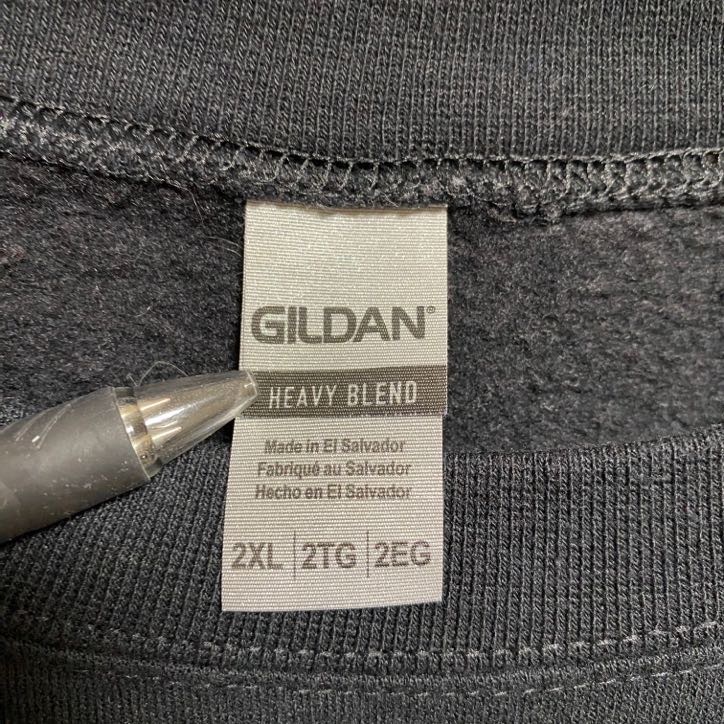 GILDAN®
HEAVY BLEND
Made in El Salvador
Fabriqué au Salvador
Hecho en El Salvador
2XL | 2TG | 2EG